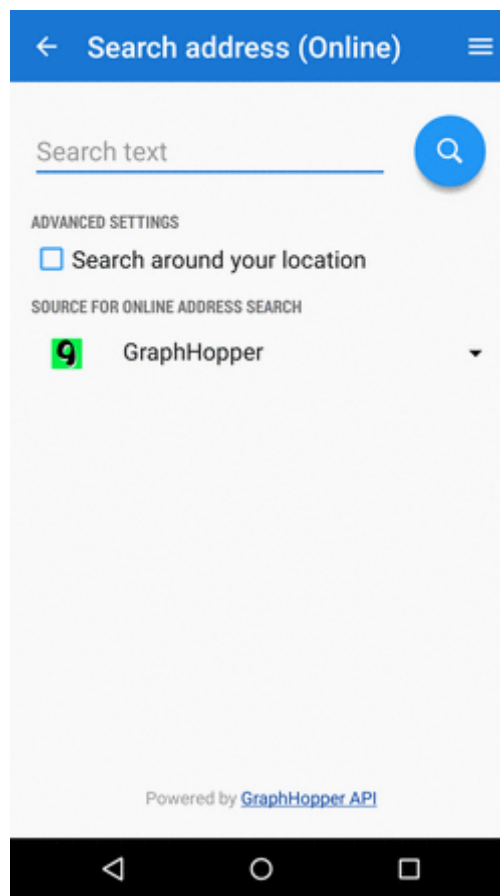 Search address (Online)
Search text
ADVANCED SETTINGS
Search around your location
SOURCE FOR ONLINE ADDRESS SEARCH
GraphHopper
Powered by GraphHopper API